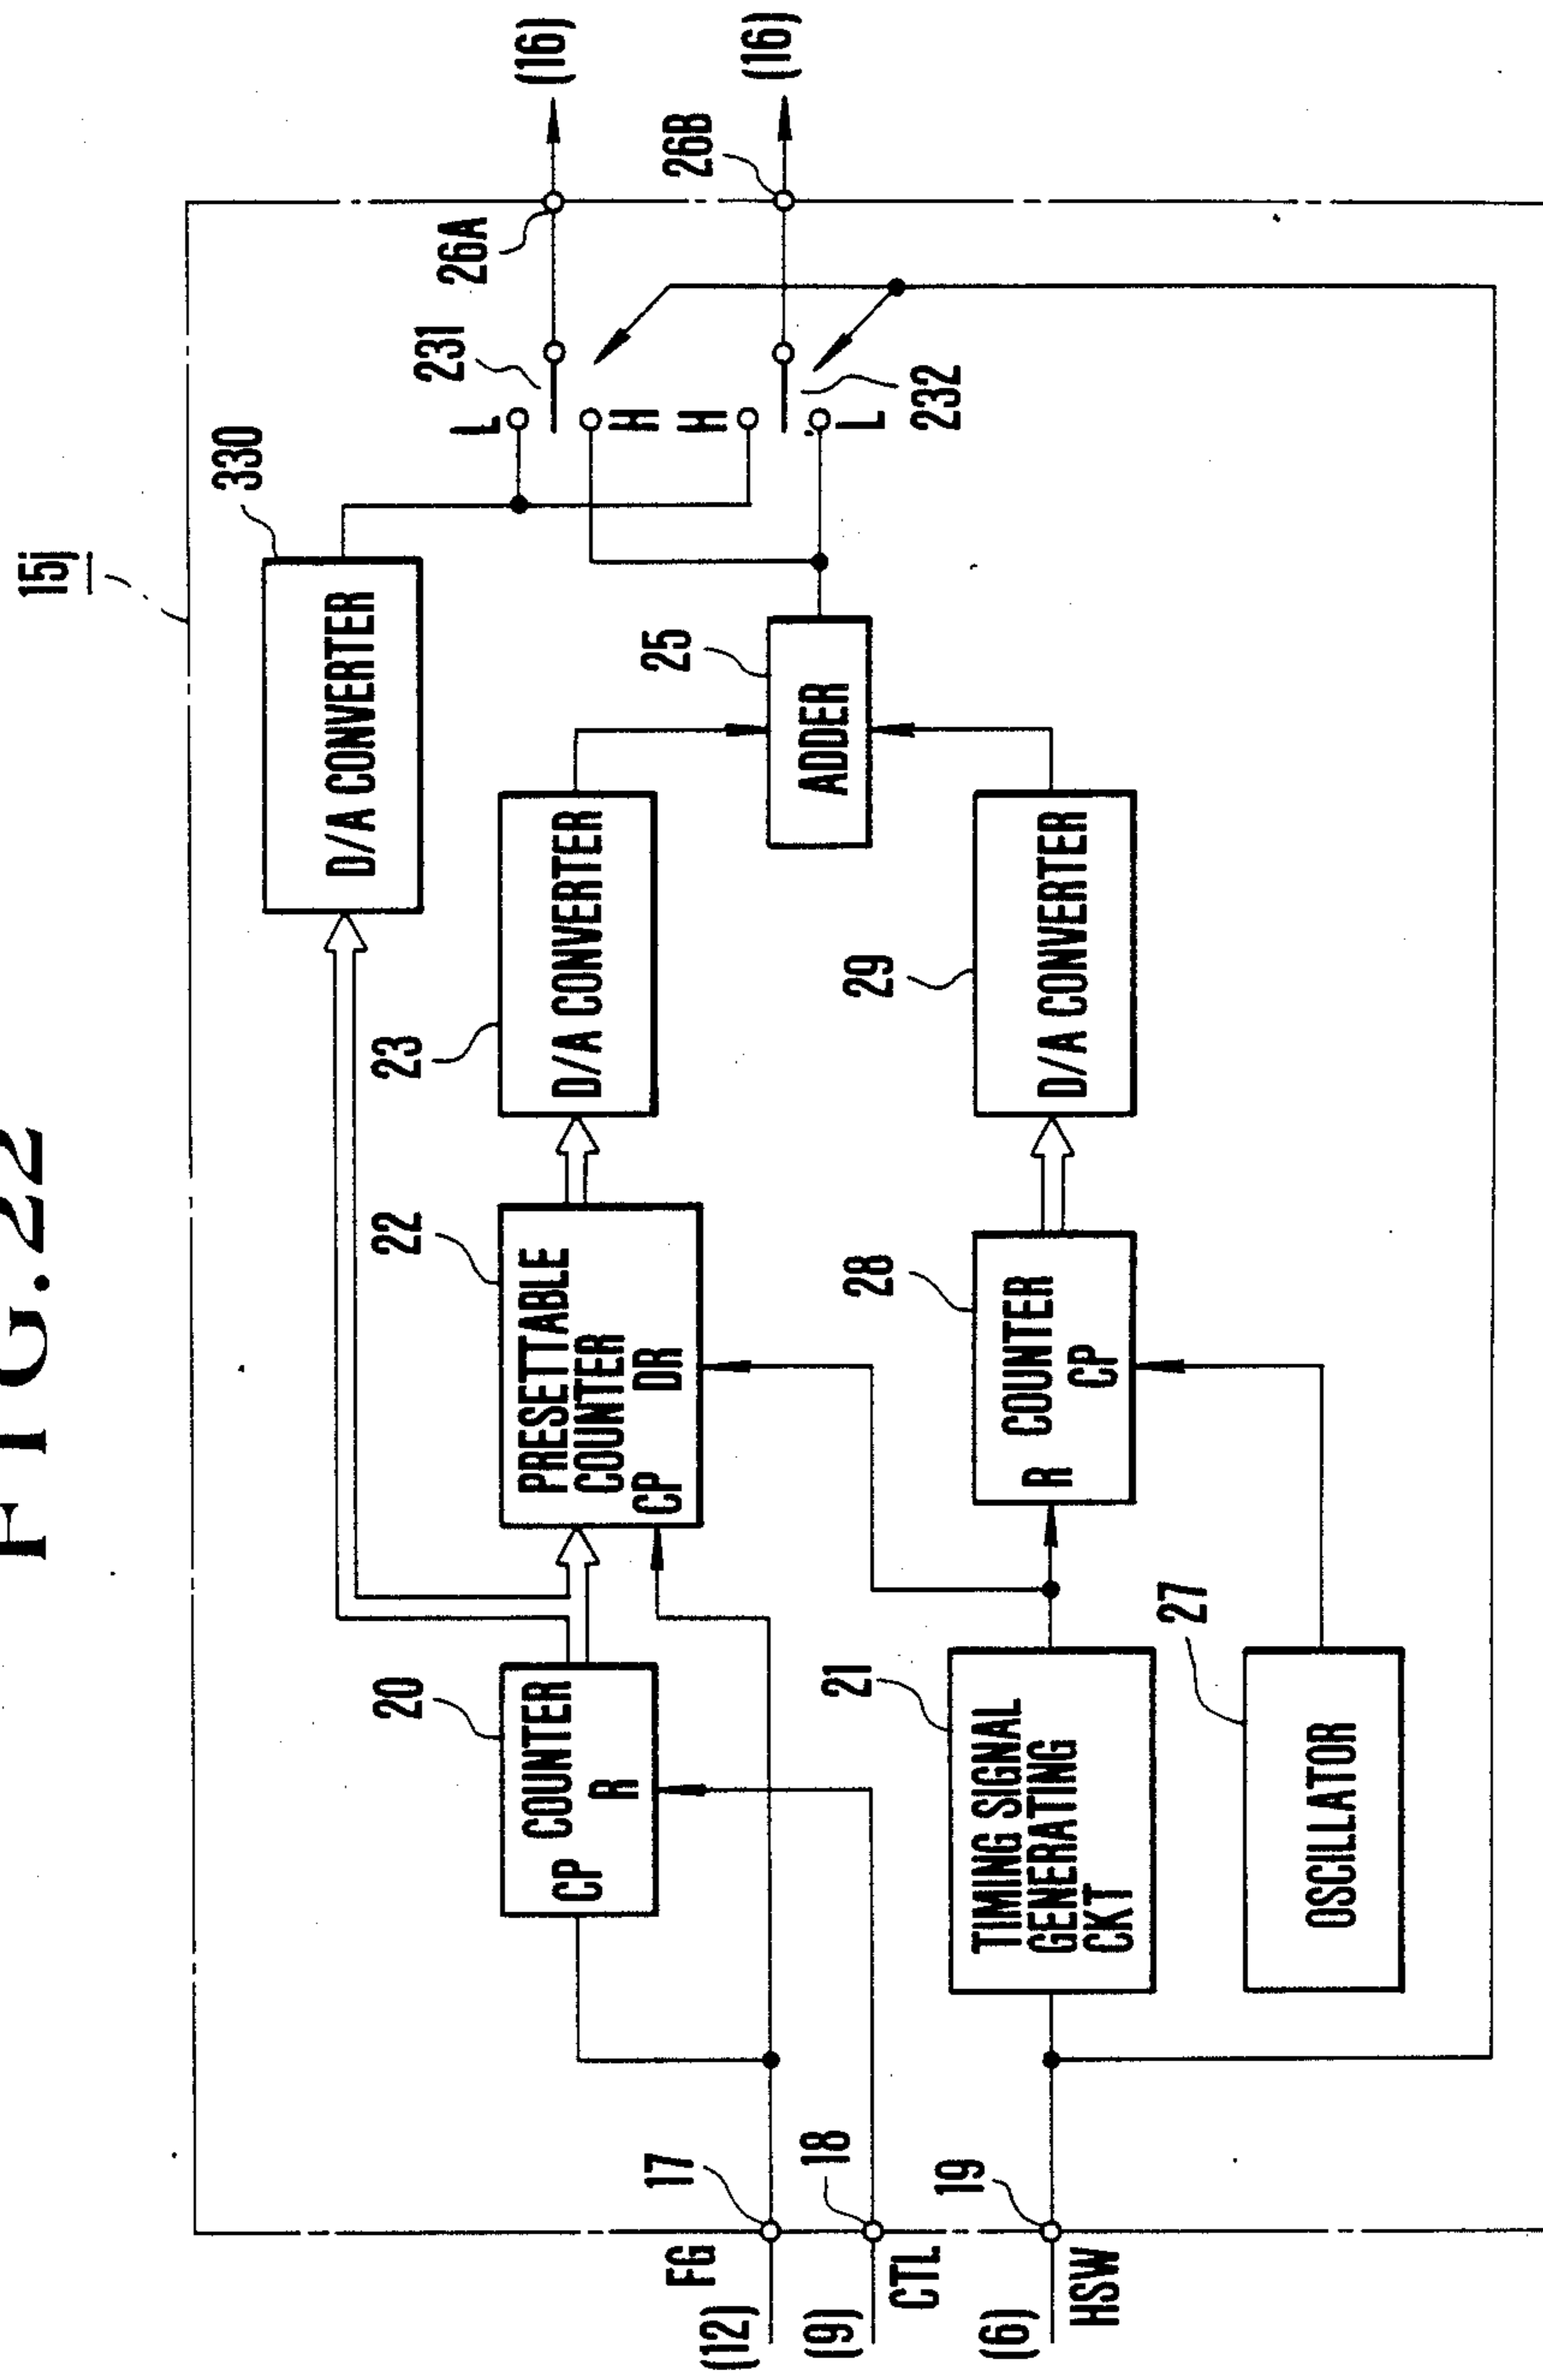 FIG.22
15j
330
D/A CONVERTER
L
231
H
26A
(16)
H
232
L
26B
(16)
20
COUNTER
CP R
22
PRESETTABLE
COUNTER
CP DR
23
D/A CONVERTER
25
ADDER
17
FG
(12)
18
(9)
CTL
19
(6)
HSW
21
TIMING SIGNAL
GENERATING
CKT
28
COUNTER
R CP
29
D/A CONVERTER
27
OSCILLATOR